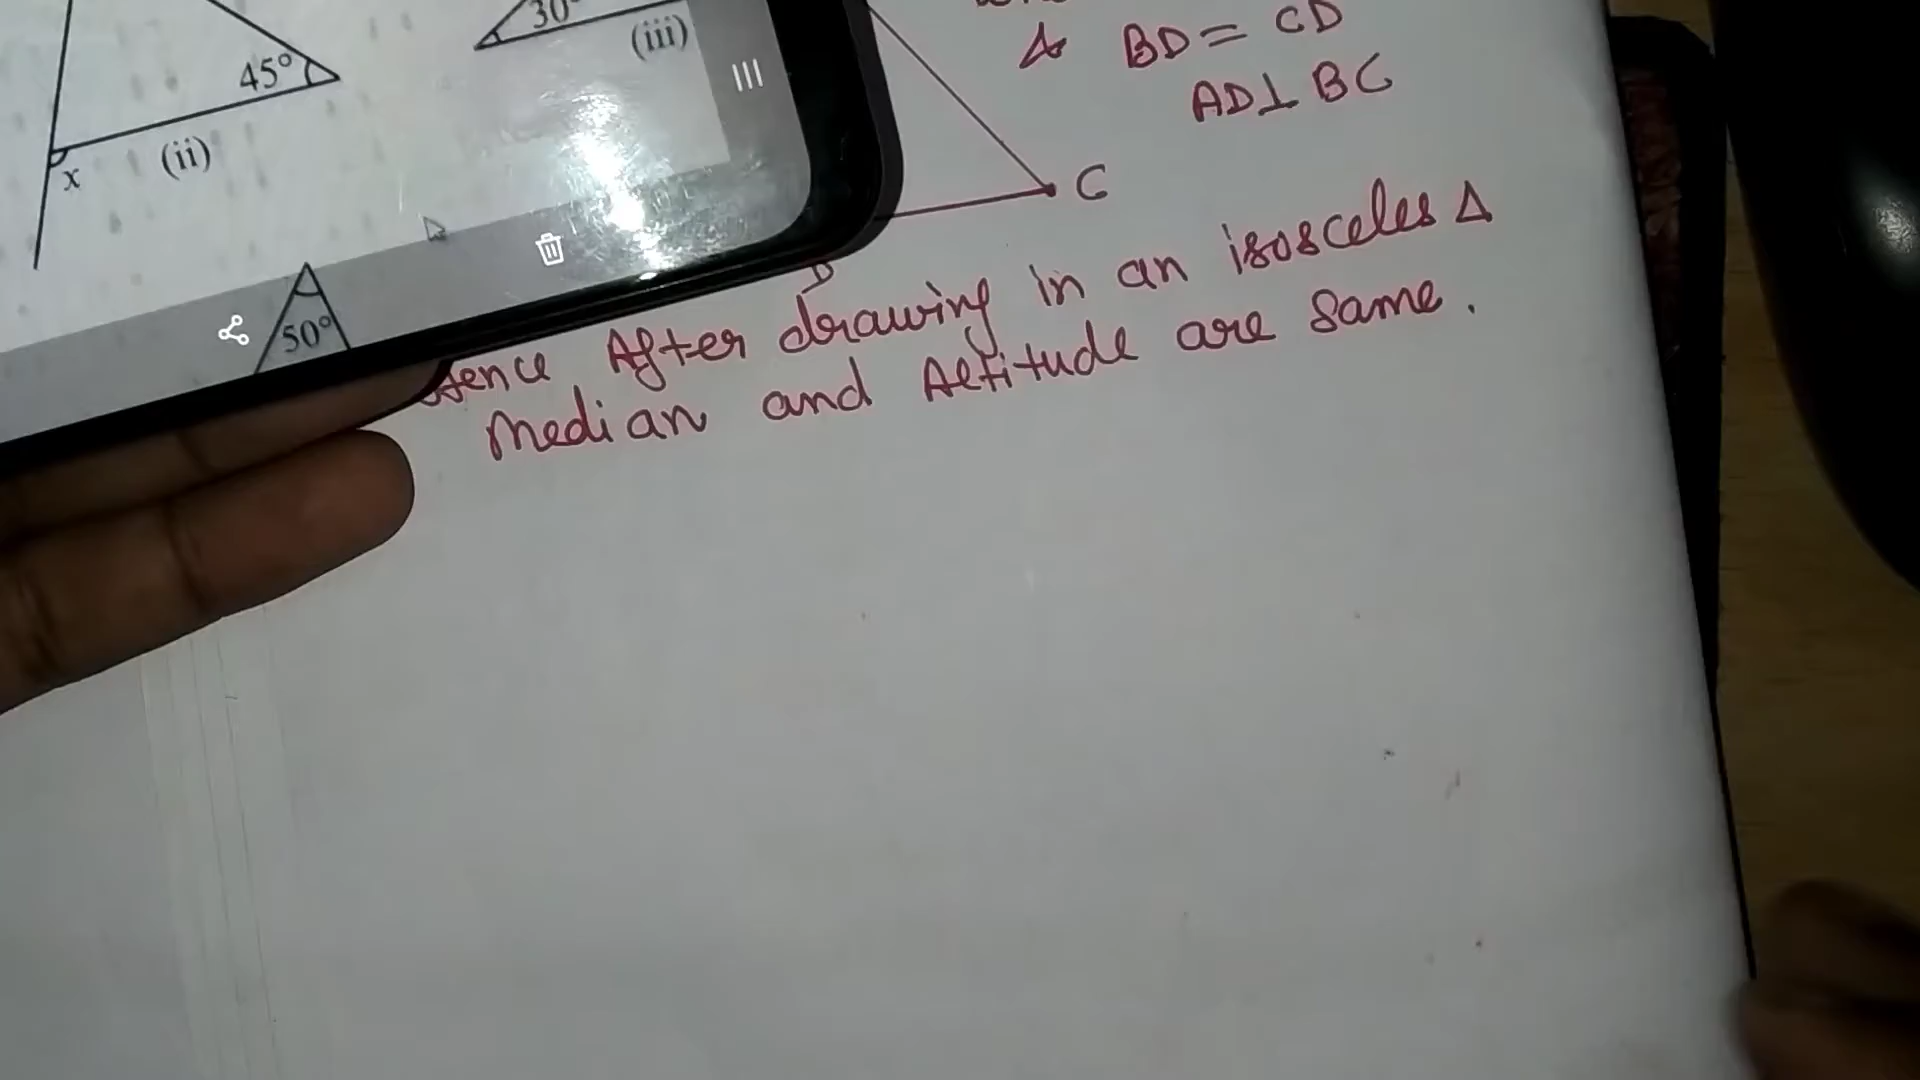 30°
(iii)
45°
x
(ii)
50°
& BD = CD
AD⊥ BC
C
D
Hence After drawing in an isosceles Δ
Median and Altitude are same.